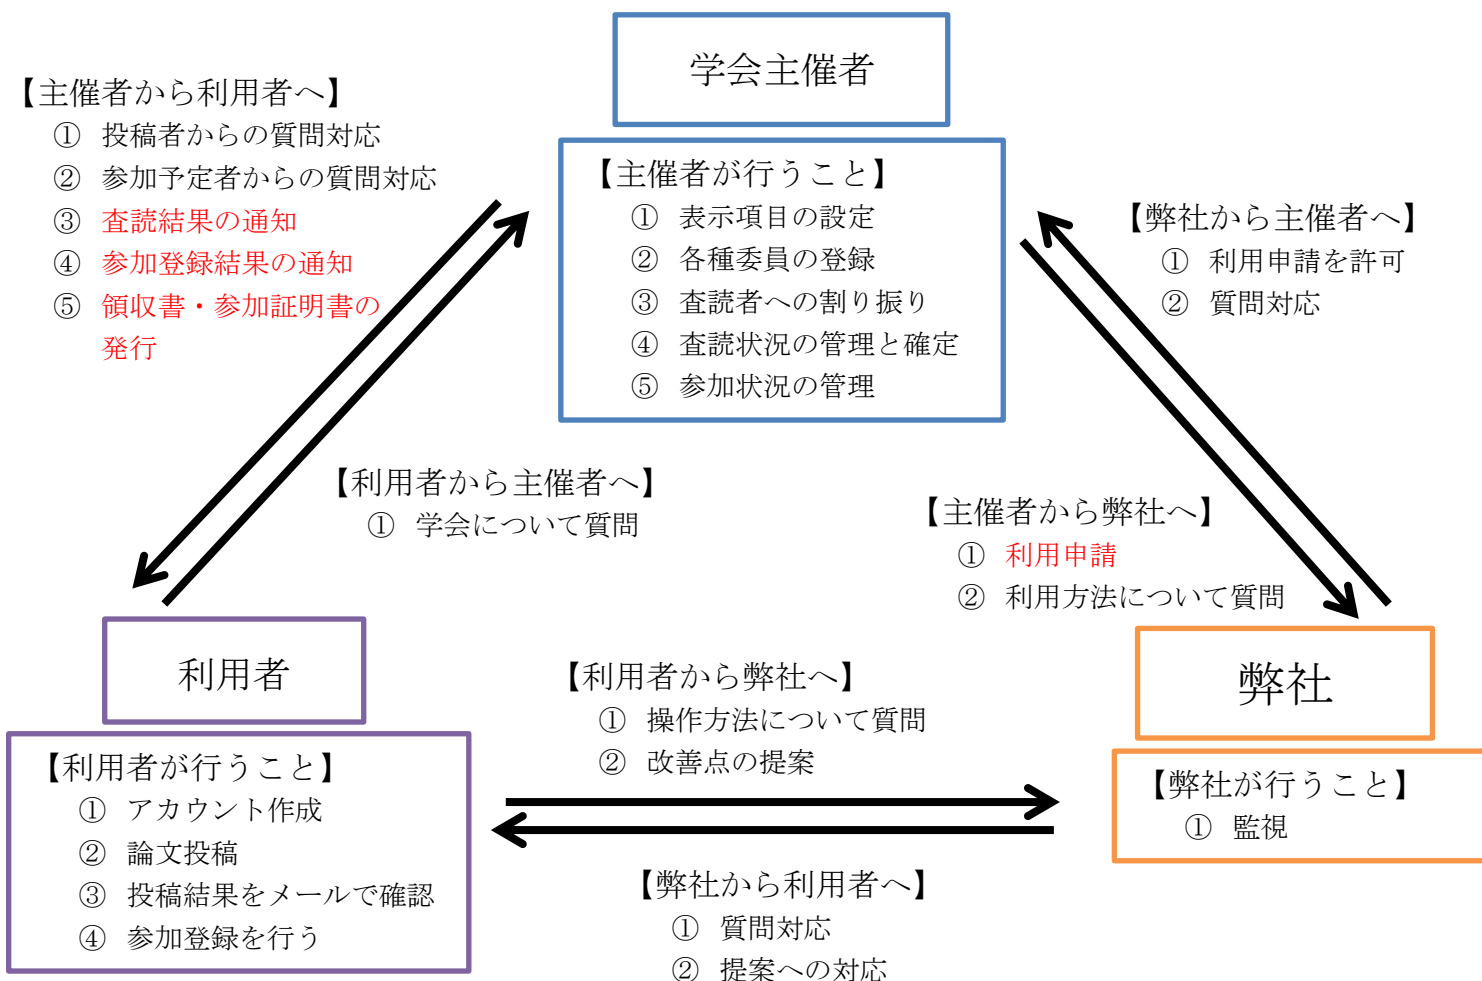 学会主催者
【主催者から利用者へ】
① 投稿者からの質問対応
② 参加予定者からの質問対応
③ 査読結果の通知
④ 参加登録結果の通知
⑤ 領収書・参加証明書の
発行
【主催者が行うこと】
① 表示項目の設定
② 各種委員の登録
③ 査読者への割り振り
④ 査読状況の管理と確定
⑤ 参加状況の管理
【弊社から主催者へ】
① 利用申請を許可
② 質問対応
【利用者から主催者へ】
① 学会について質問
【主催者から弊社へ】
① 利用申請
② 利用方法について質問
利用者
【利用者が行うこと】
① アカウント作成
② 論文投稿
③ 投稿結果をメールで確認
④ 参加登録を行う
【利用者から弊社へ】
① 操作方法について質問
② 改善点の提案
【弊社から利用者へ】
① 質問対応
② 提案への対応
弊社
【弊社が行うこと】
① 監視